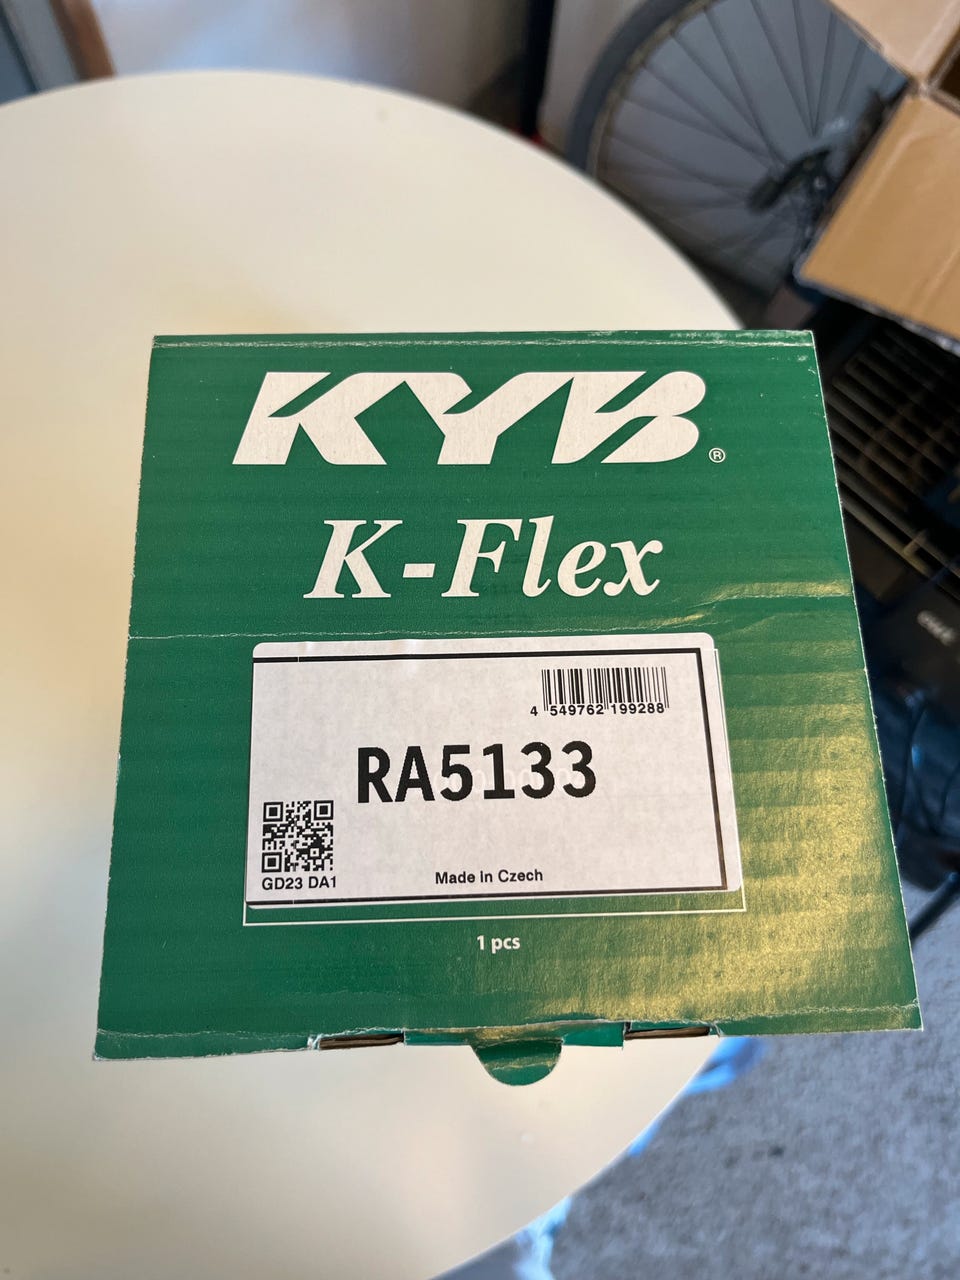 KYB®
K-Flex
4 549762 199288
RA5133
GD23 DA1
Made in Czech
1 pcs